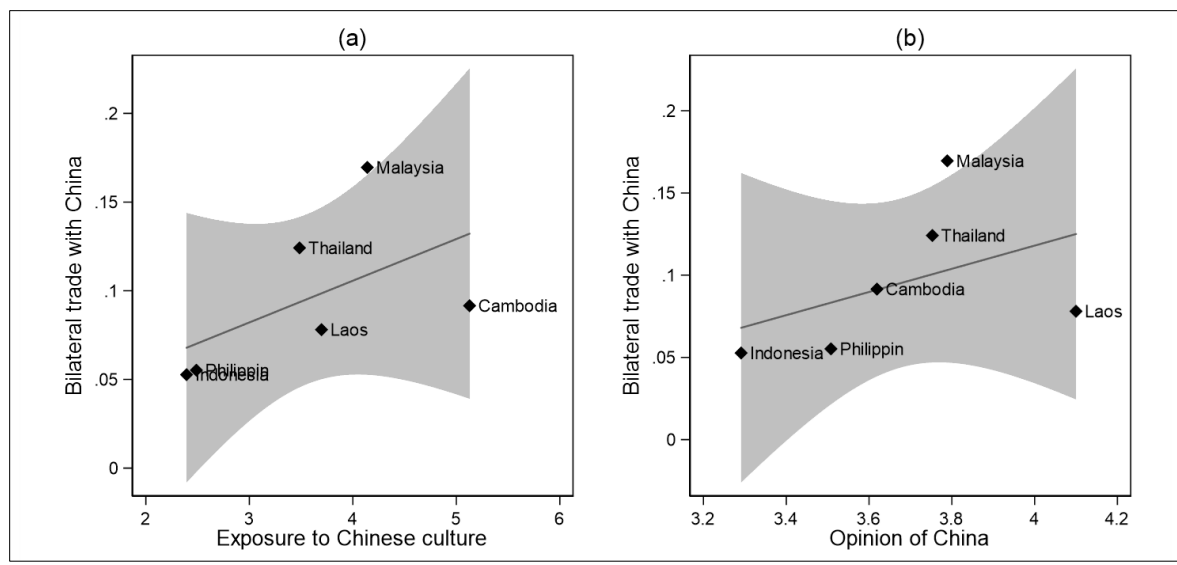 (a)
Bilateral trade with China
.2
.15
.1
.05
0
Malaysia
Thailand
Cambodia
Laos
Philippin
Indonesia
2 3 4 5 6
Exposure to Chinese culture
(b)
Bilateral trade with China
.2
.15
.1
.05
0
Malaysia
Thailand
Cambodia
Laos
Philippin
Indonesia
3.2 3.4 3.6 3.8 4 4.2
Opinion of China